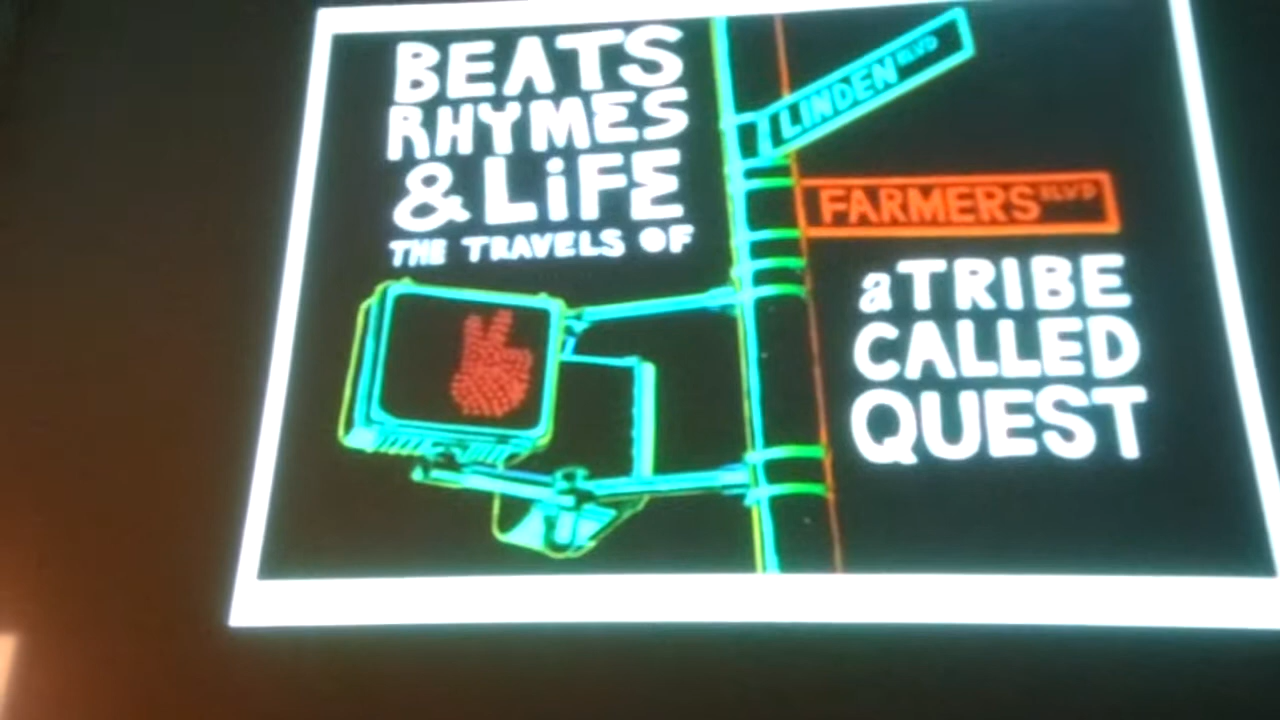 BEATS
RHYMES
& LiFE
THE TRAVELS OF
LINDEN BLVD
FARMERS BLVD
aTRIBE
CALLED
QUEST